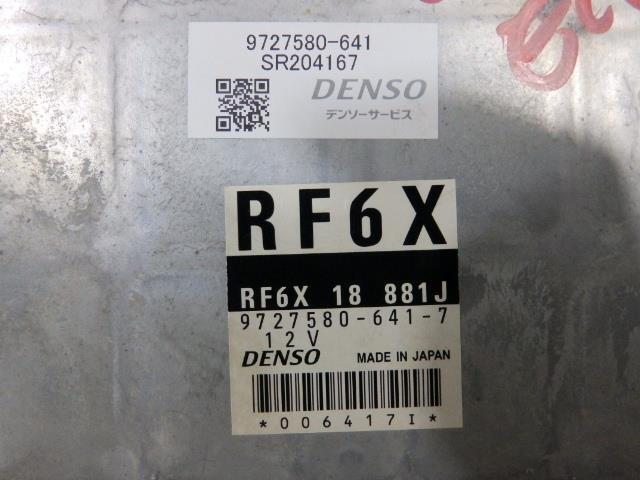 9727580-641
SR204167
DENSO
デンソーサービス
RF6X
RF6X 18 881J
9727580-641-7
12V
DENSO MADE IN JAPAN
*006417I*